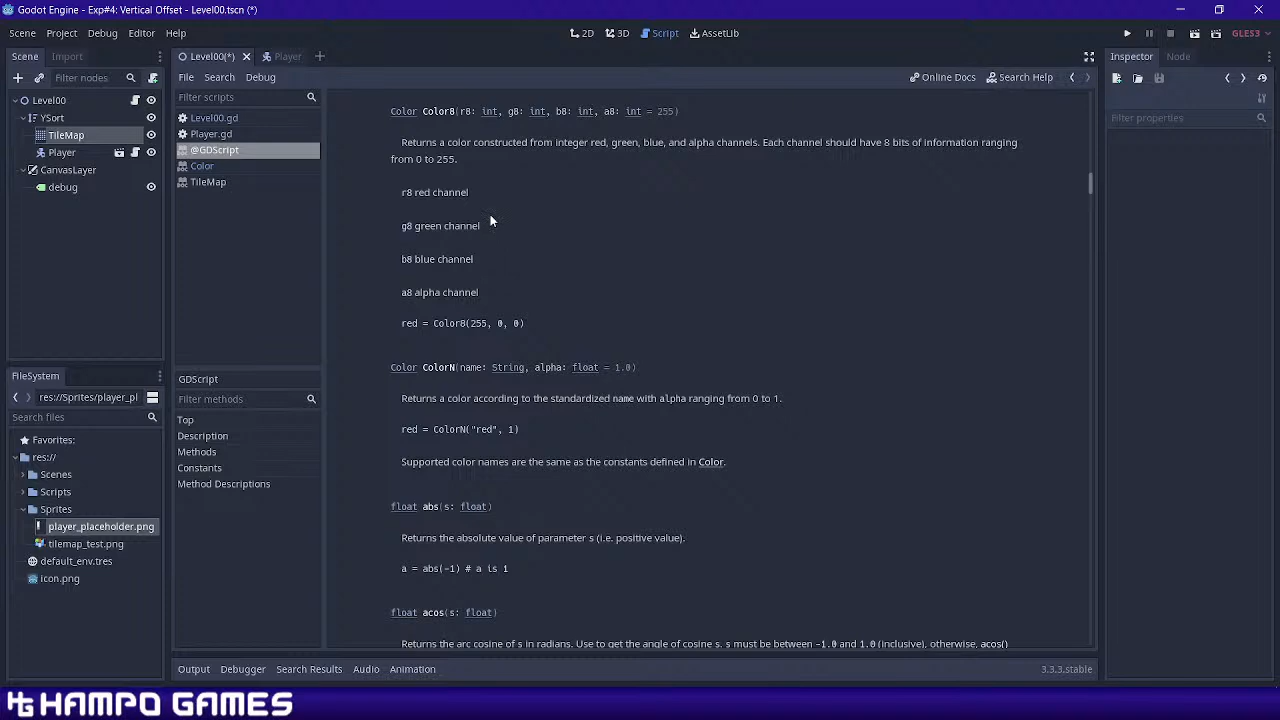 Godot Engine - Exp#4: Vertical Offset - Level00.tscn (*)
Scene Project Debug Editor Help
2D 3D Script AssetLib
GLES3
Scene Import
Filter nodes
Level00
YSort
TileMap
Player
CanvasLayer
debug
FileSystem
res://Sprites/player_pl
Search files
Favorites:
res://
Scenes
Scripts
Sprites
player_placeholder.png
tilemap_test.png
default_env.tres
icon.png
Level00(*) Player
File Search Debug
Online Docs Search Help
Filter scripts
Level00.gd
Player.gd
@GDScript
Color
TileMap
GDScript
Filter methods
Top
Description
Methods
Constants
Method Descriptions
Color Color8(r8: int, g8: int, b8: int, a8: int = 255)
Returns a color constructed from integer red, green, blue, and alpha channels. Each channel should have 8 bits of information ranging
from 0 to 255.
r8 red channel
g8 green channel
b8 blue channel
a8 alpha channel
red = Color8(255, 0, 0)
Color ColorN(name: String, alpha: float = 1.0)
Returns a color according to the standardized name with alpha ranging from 0 to 1.
red = ColorN("red", 1)
Supported color names are the same as the constants defined in Color.
float abs(s: float)
Returns the absolute value of parameter s (i.e. positive value).
a = abs(-1) # a is 1
float acos(s: float)
Returns the arc cosine of s in radians. Use to get the angle of cosine s. s must be between -1.0 and 1.0 (inclusive), otherwise, acos()
Output Debugger Search Results Audio Animation
3.3.3.stable
Inspector Node
Filter properties
HAMPO GAMES